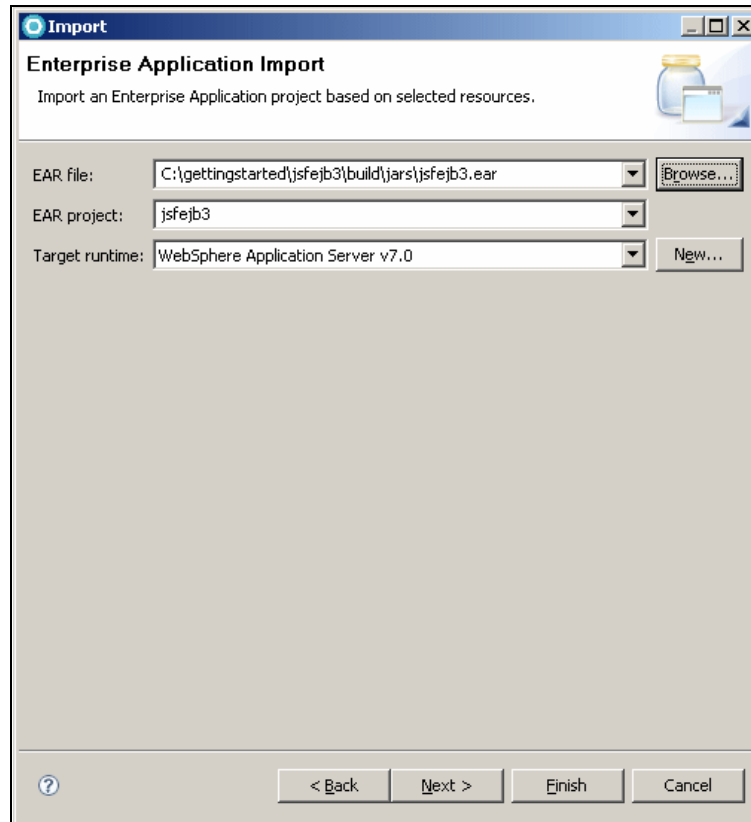 Import
Enterprise Application Import
Import an Enterprise Application project based on selected resources.
EAR file: C:\gettingstarted\jsfejb3\build\jars\jsfejb3.ear Browse...
EAR project: jsfejb3
Target runtime: WebSphere Application Server v7.0 New...
? < Back Next > Finish Cancel